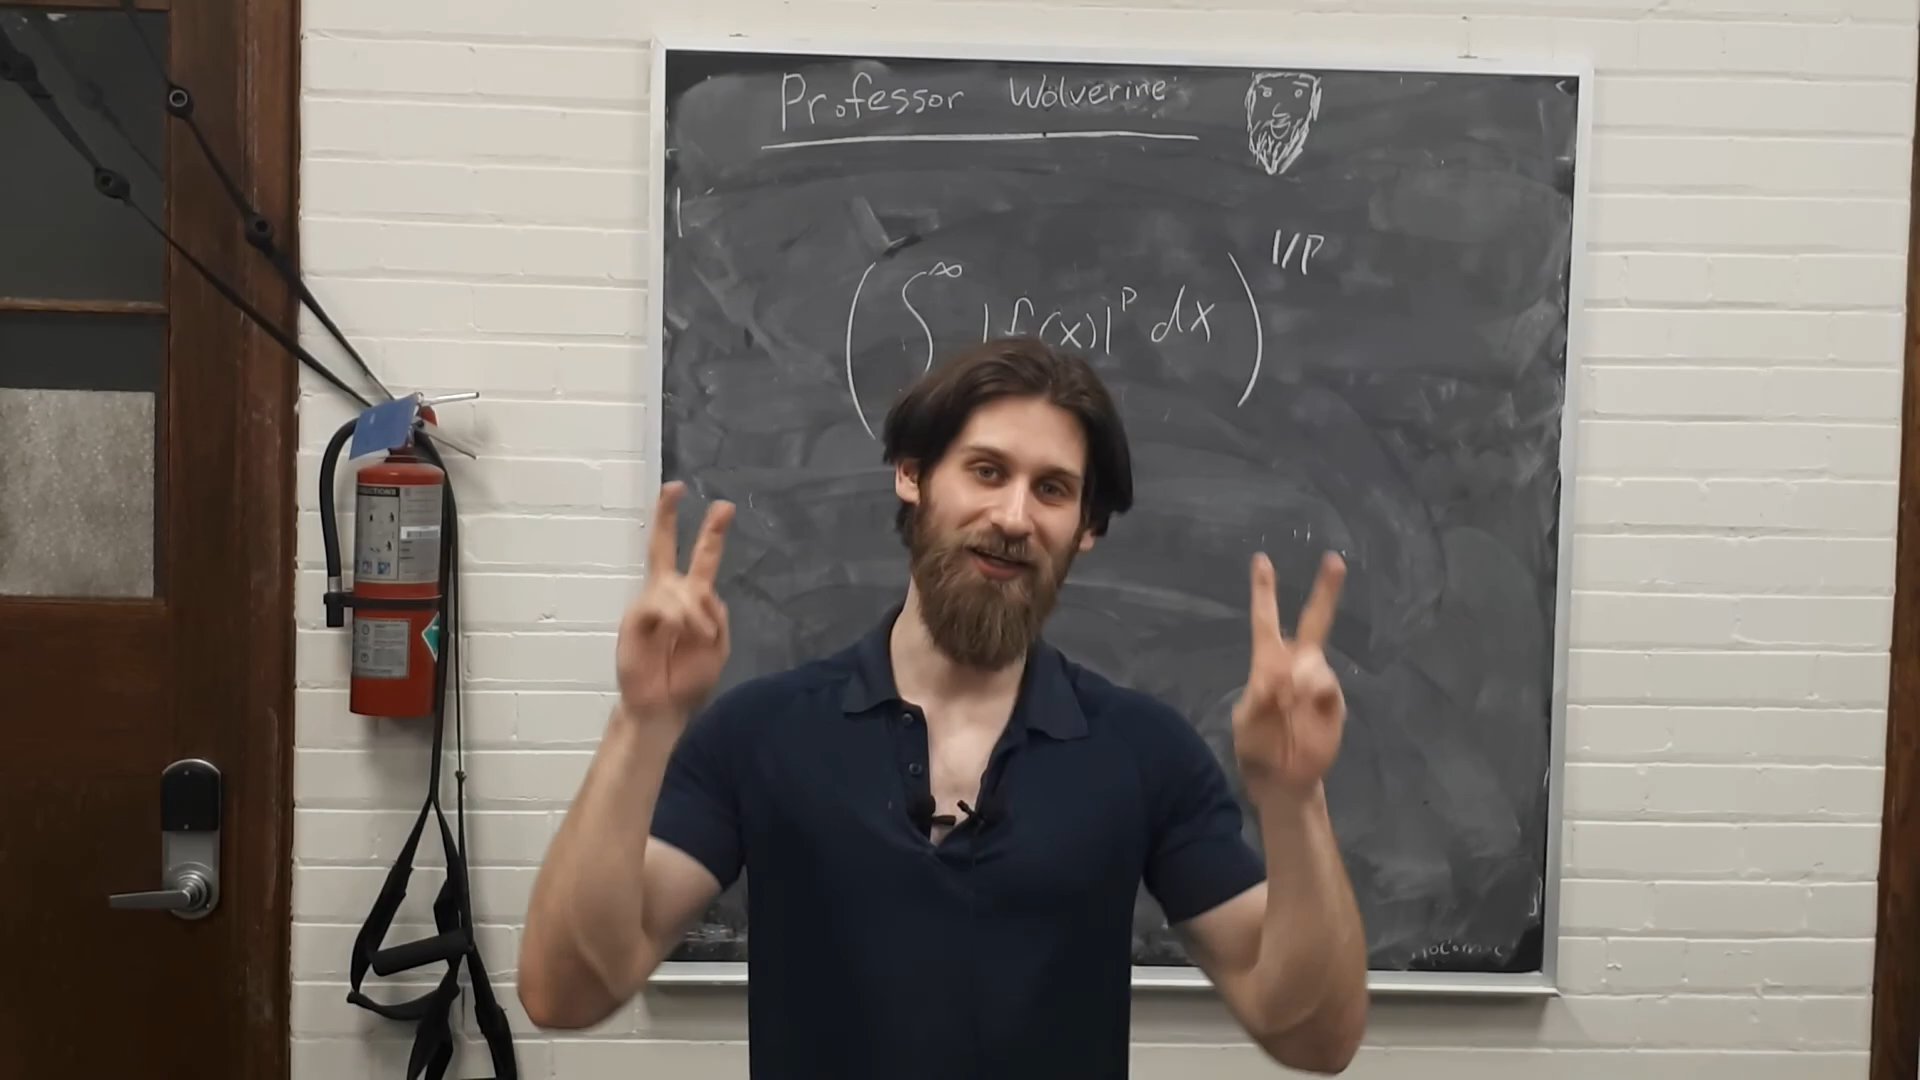 Professor Wolverine
(∫^∞ |f(x)|^p dx)^1/p